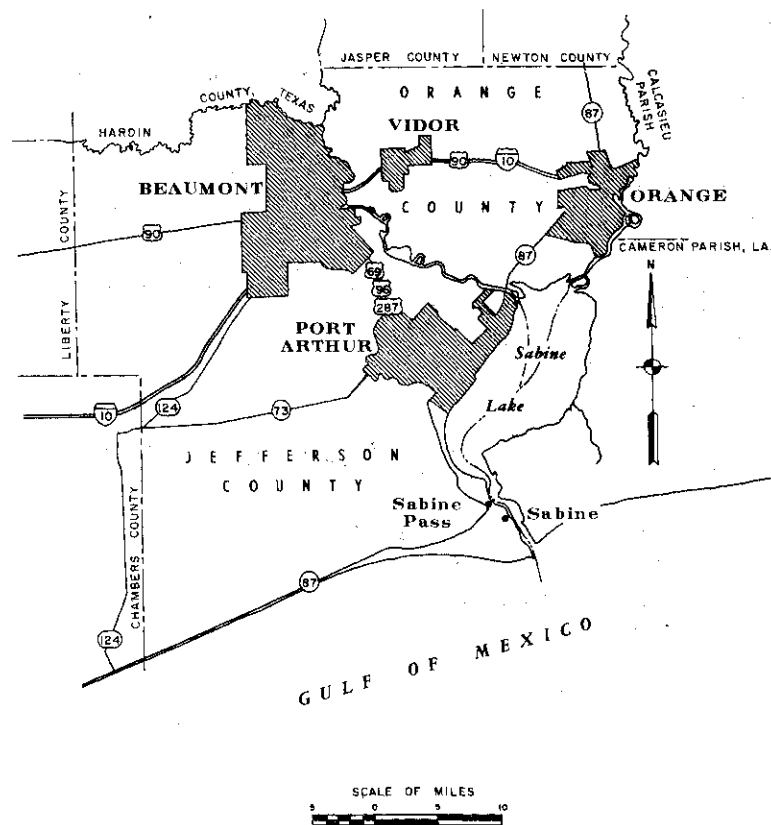 JASPER COUNTY NEWTON COUNTY
ORANGE
COUNTY, TEXAS
CALCASIEU PARISH
87
HARDIN
VIDOR
90
10
BEAUMONT
ORANGE
COUNTY
LIBERTY COUNTY
90
87
CAMERON PARISH, LA.
N
69
96
287
PORT
ARTHUR
Sabine
Lake
10
124
73
JEFFERSON
COUNTY
Sabine
Pass
Sabine
CHAMBERS COUNTY
87
124
GULF OF MEXICO
SCALE OF MILES
5 0 5 10